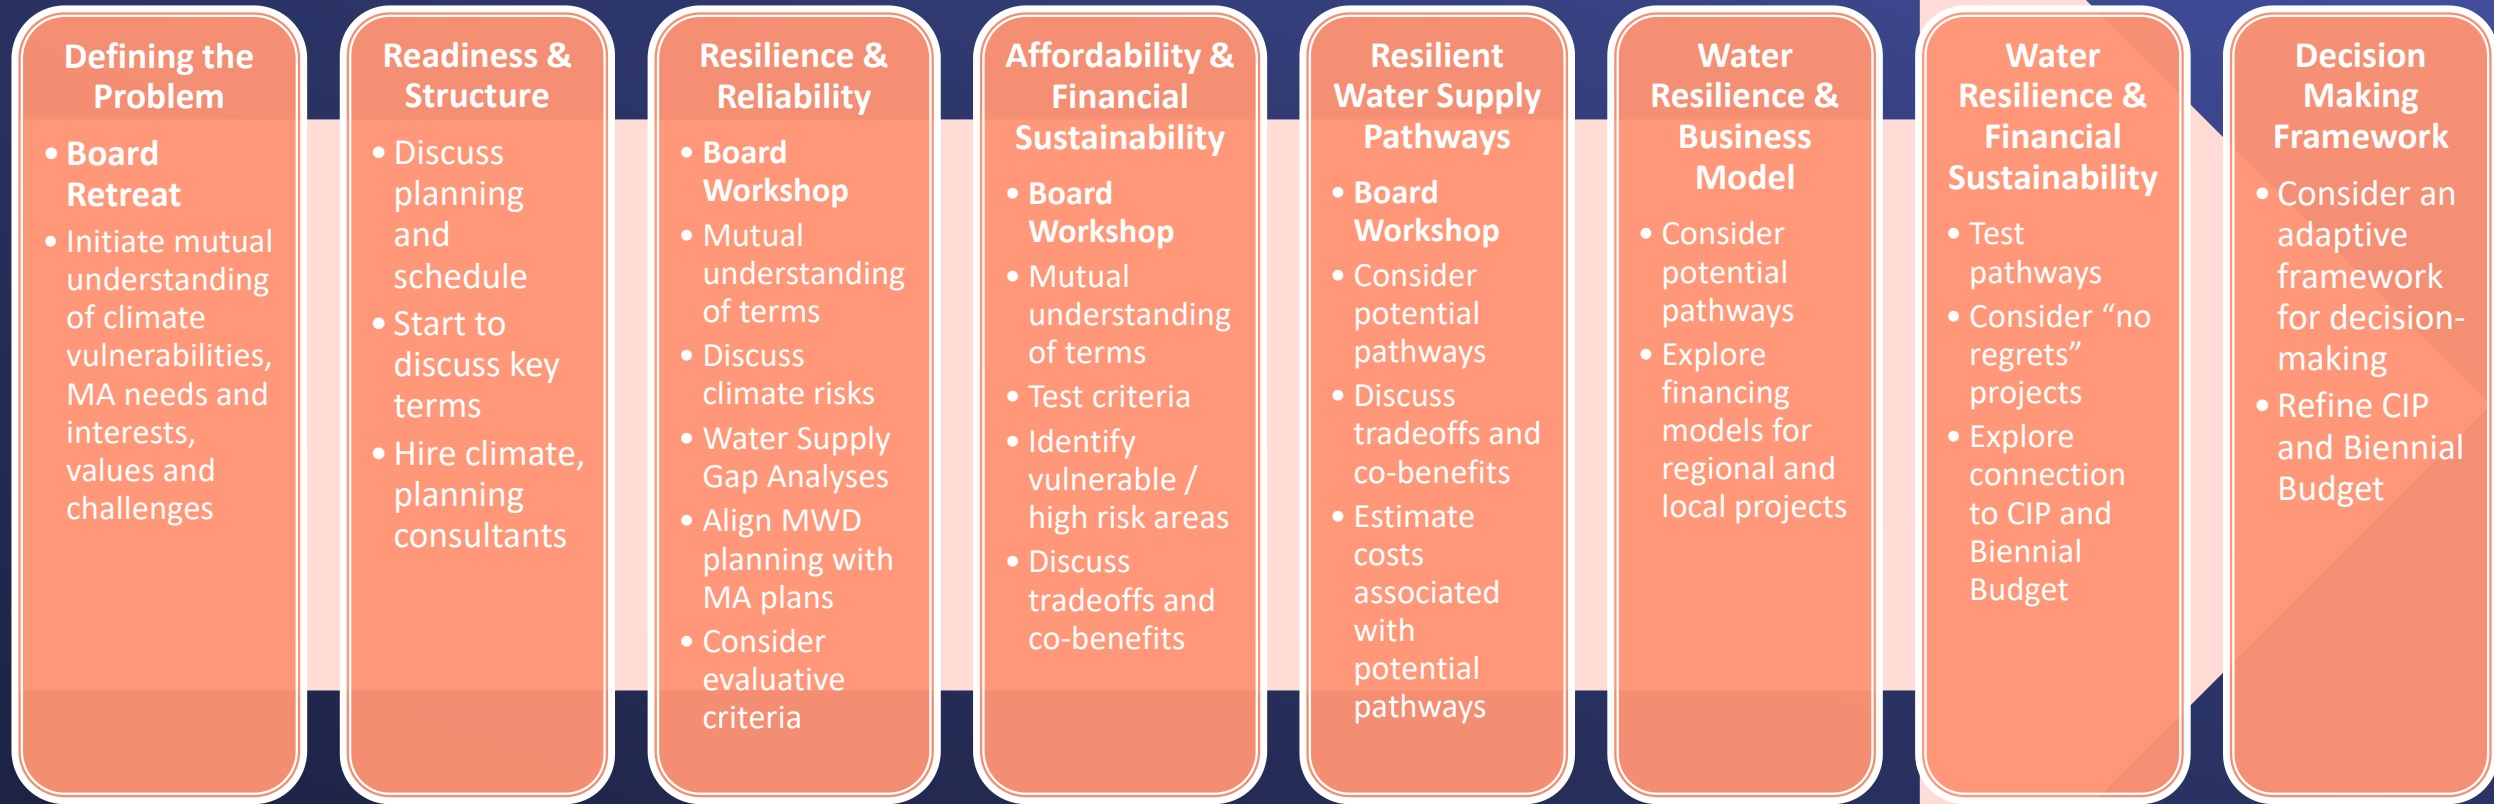 Defining the
Problem
• Board
Retreat
• Initiate mutual
understanding
of climate
vulnerabilities,
MA needs and
interests,
values and
challenges
Readiness &
Structure
• Discuss
planning
and
schedule
• Start to
discuss key
terms
• Hire climate,
planning
consultants
Resilience &
Reliability
• Board
Workshop
• Mutual
understanding
of terms
• Discuss
climate risks
• Water Supply
Gap Analyses
• Align MWD
planning with
MA plans
• Consider
evaluative
criteria
Affordability &
Financial
Sustainability
• Board
Workshop
• Mutual
understanding
of terms
• Test criteria
• Identify
vulnerable /
high risk areas
• Discuss
tradeoffs and
co-benefits
Resilient
Water Supply
Pathways
• Board
Workshop
• Consider
potential
pathways
• Discuss
tradeoffs and
co-benefits
• Estimate
costs
associated
with
potential
pathways
Water
Resilience &
Business
Model
• Consider
potential
pathways
• Explore
financing
models for
regional and
local projects
Water
Resilience &
Financial
Sustainability
• Test
pathways
• Consider “no
regrets”
projects
• Explore
connection
to CIP and
Biennial
Budget
Decision
Making
Framework
• Consider an
adaptive
framework
for decision-
making
• Refine CIP
and Biennial
Budget